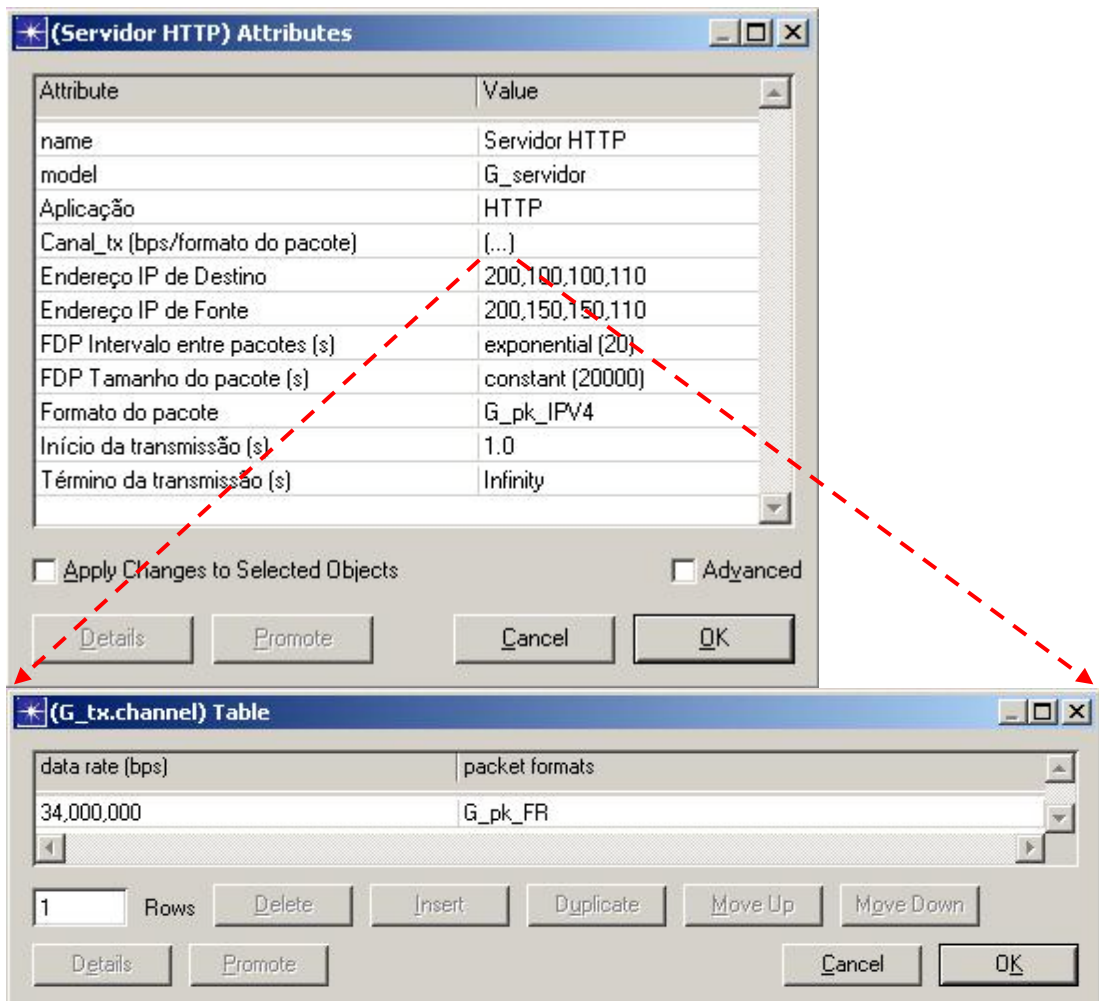 (Servidor HTTP) Attributes
Attribute Value
name Servidor HTTP
model G_servidor
Aplicação HTTP
Canal_tx (bps/formato do pacote) (...)
Endereço IP de Destino 200,100,100,110
Endereço IP de Fonte 200,150,150,110
FDP Intervalo entre pacotes (s) exponential (20)
FDP Tamanho do pacote (s) constant (20000)
Formato do pacote G_pk_IPV4
Início da transmissão (s) 1.0
Término da transmissão (s) Infinity
Apply Changes to Selected Objects Advanced
Details Promote Cancel OK
(G_tx.channel) Table
data rate (bps) packet formats
34,000,000 G_pk_FR
1 Rows Delete Insert Duplicate Move Up Move Down
Details Promote Cancel OK